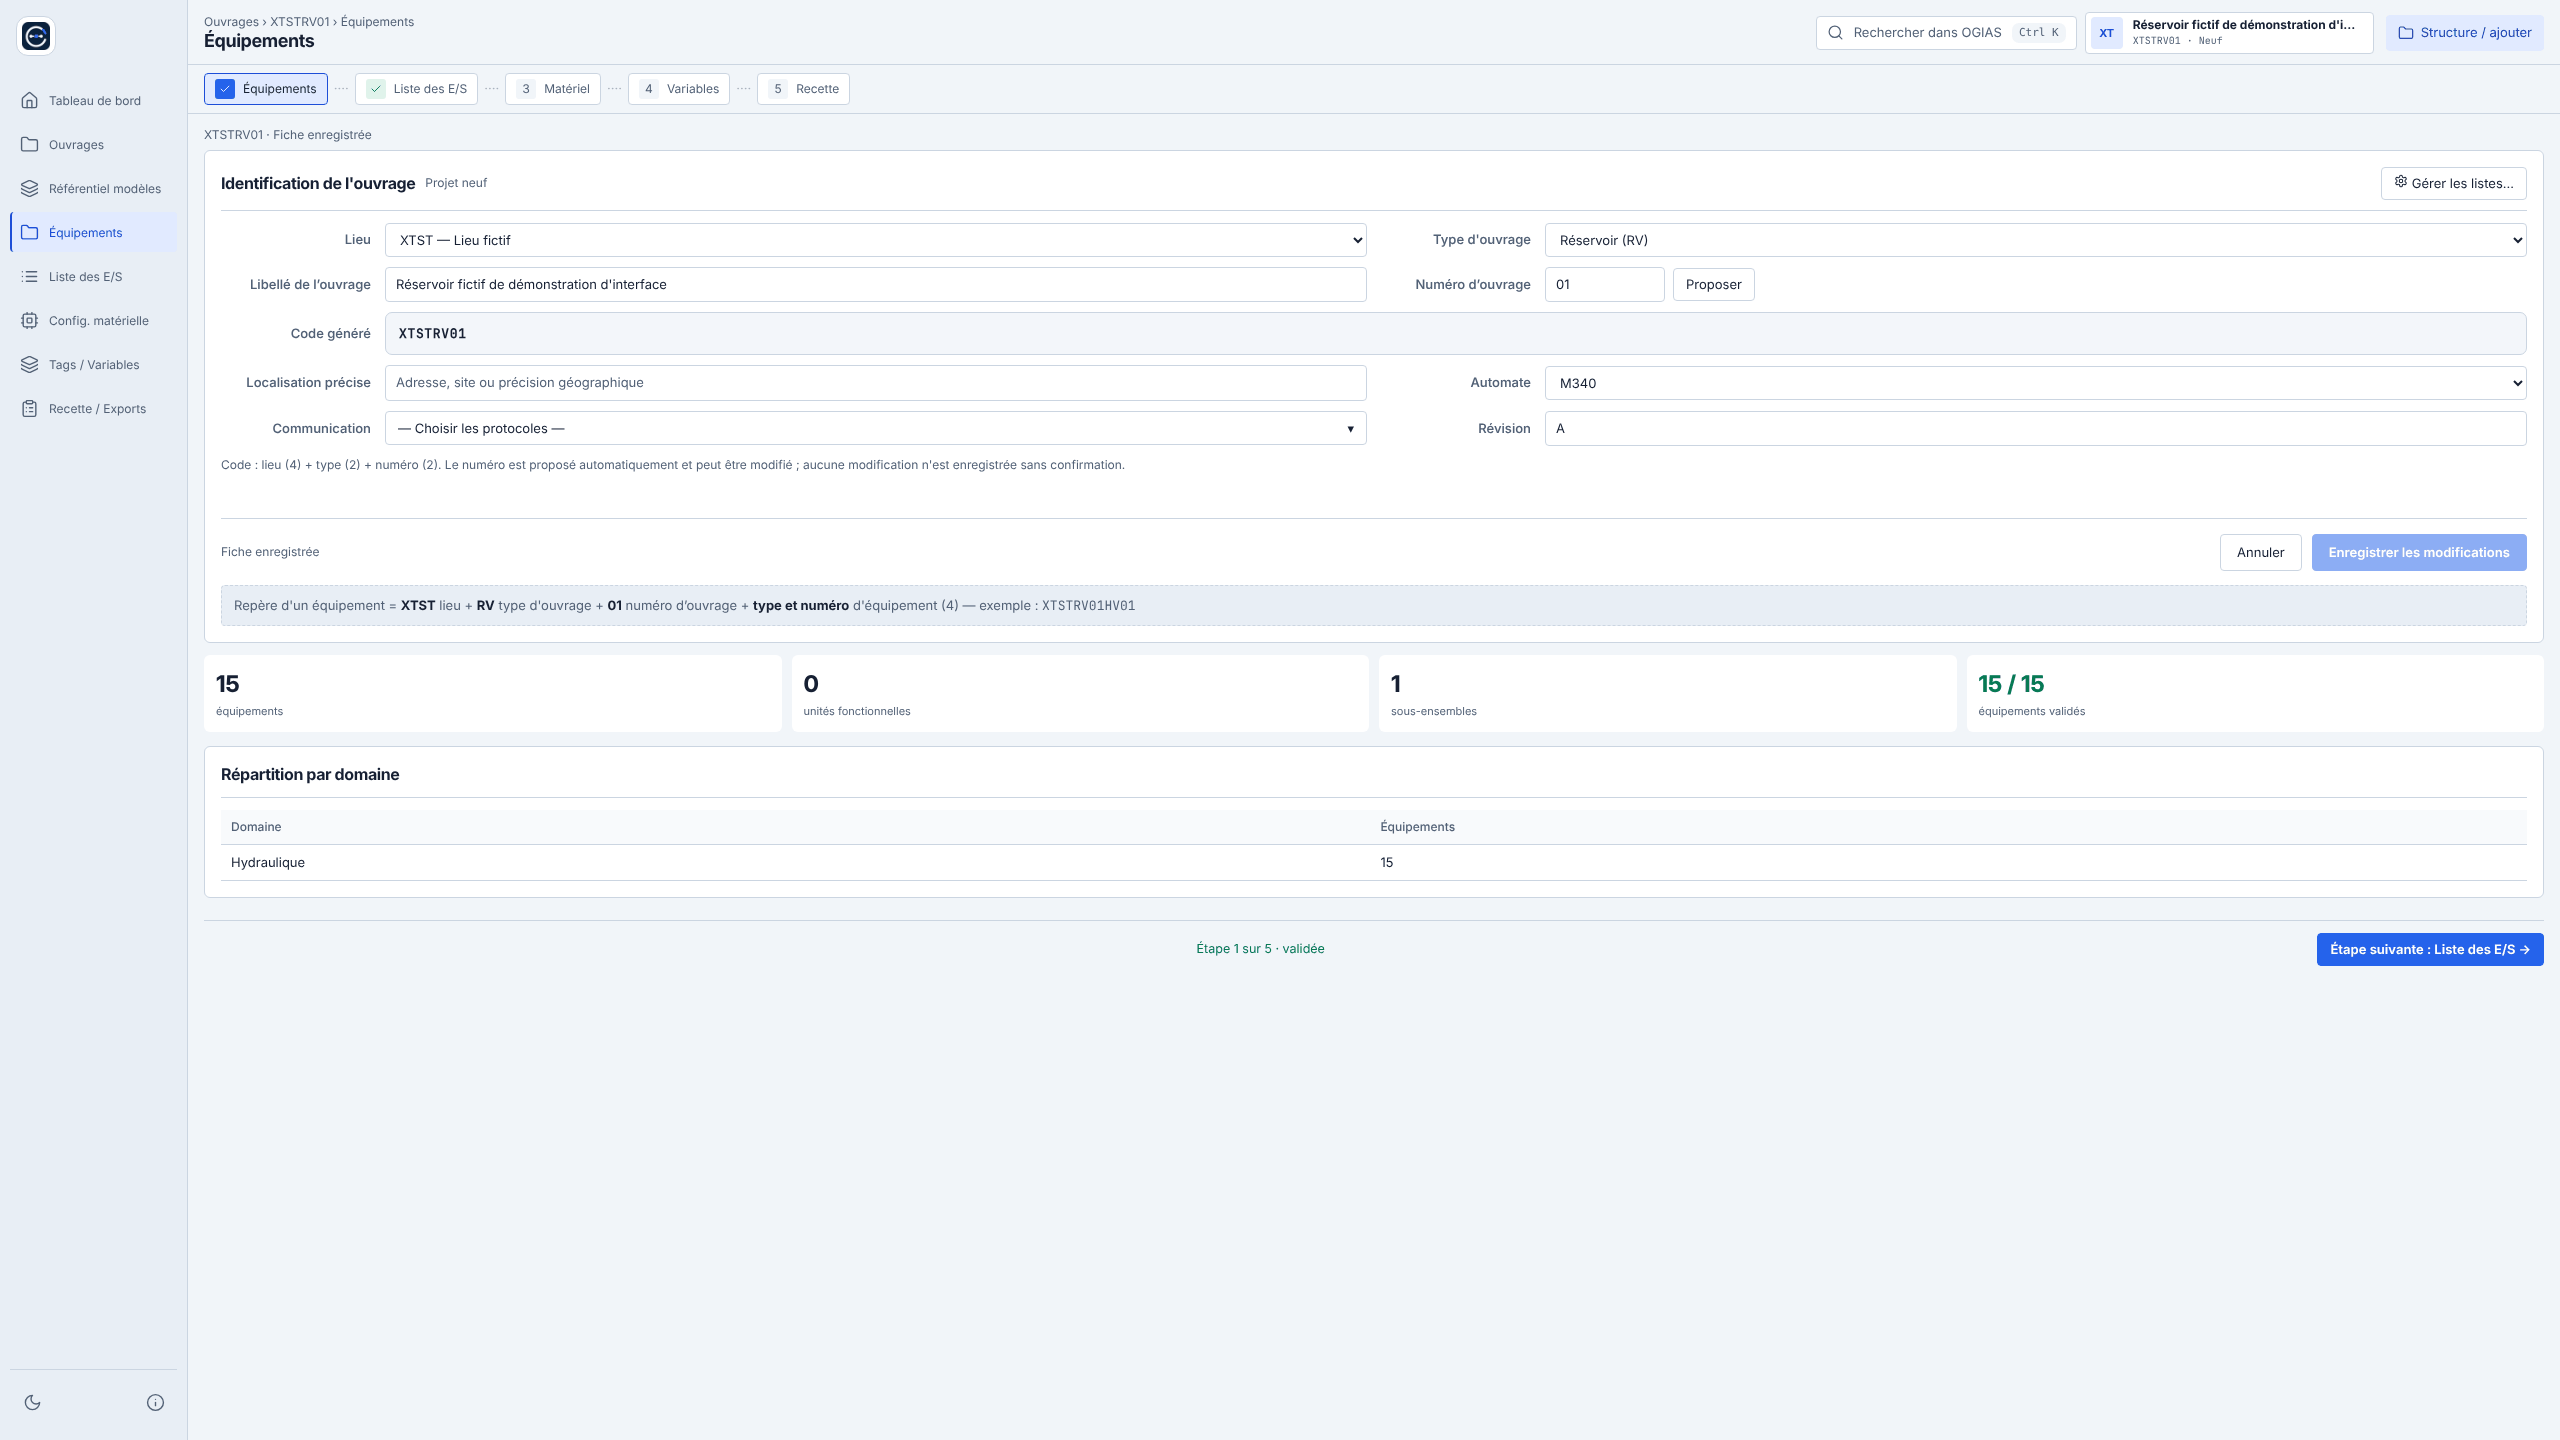 Ouvrages › XTSTRV01 › Équipements
Équipements
Rechercher dans OGIAS Ctrl K
XT
Réservoir fictif de démonstration d'i...
XTSTRV01 · Neuf
Structure / ajouter
Tableau de bord
Ouvrages
Référentiel modèles
Équipements
Liste des E/S
Config. matérielle
Tags / Variables
Recette / Exports
Équipements
Liste des E/S
3 Matériel
4 Variables
5 Recette
XTSTRV01 · Fiche enregistrée
Identification de l'ouvrage Projet neuf
Gérer les listes...
Lieu XTST — Lieu fictif
Type d'ouvrage Réservoir (RV)
Libellé de l’ouvrage Réservoir fictif de démonstration d'interface
Numéro d’ouvrage 01 Proposer
Code généré XTSTRV01
Localisation précise Adresse, site ou précision géographique
Automate M340
Communication — Choisir les protocoles —
Révision A
Code : lieu (4) + type (2) + numéro (2). Le numéro est proposé automatiquement et peut être modifié ; aucune modification n'est enregistrée sans confirmation.
Fiche enregistrée
Annuler
Enregistrer les modifications
Repère d'un équipement = XTST lieu + RV type d'ouvrage + 01 numéro d’ouvrage + type et numéro d'équipement (4) — exemple : XTSTRV01HV01
15
équipements
0
unités fonctionnelles
1
sous-ensembles
15 / 15
équipements validés
Répartition par domaine
Domaine Équipements
Hydraulique 15
Étape 1 sur 5 · validée
Étape suivante : Liste des E/S →